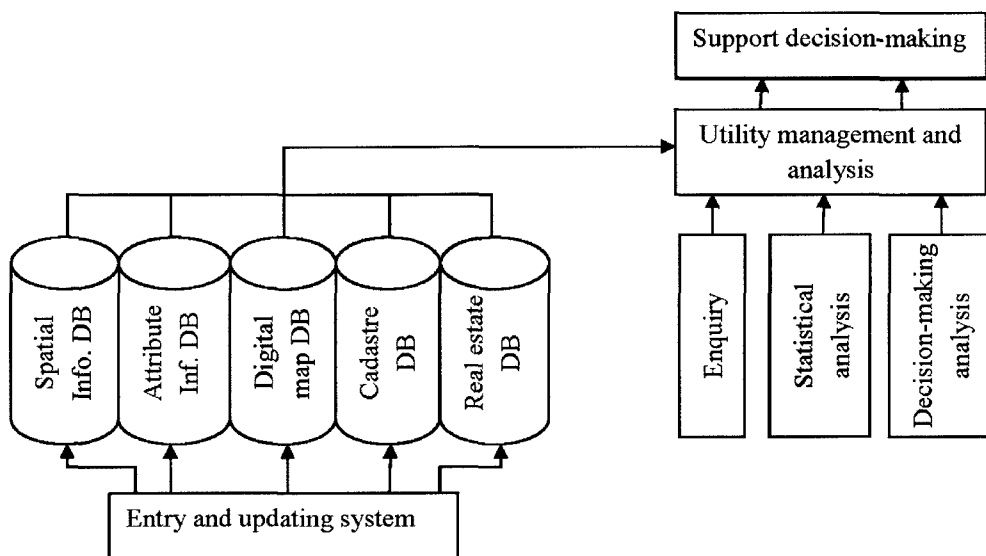 Support decision-making
Utility management and
analysis
Spatial
Info. DB
Attribute
Inf. DB
Digital
map DB
Cadastre
DB
Real estate
DB
Enquiry
Statistical
analysis
Decision-making
analysis
Entry and updating system